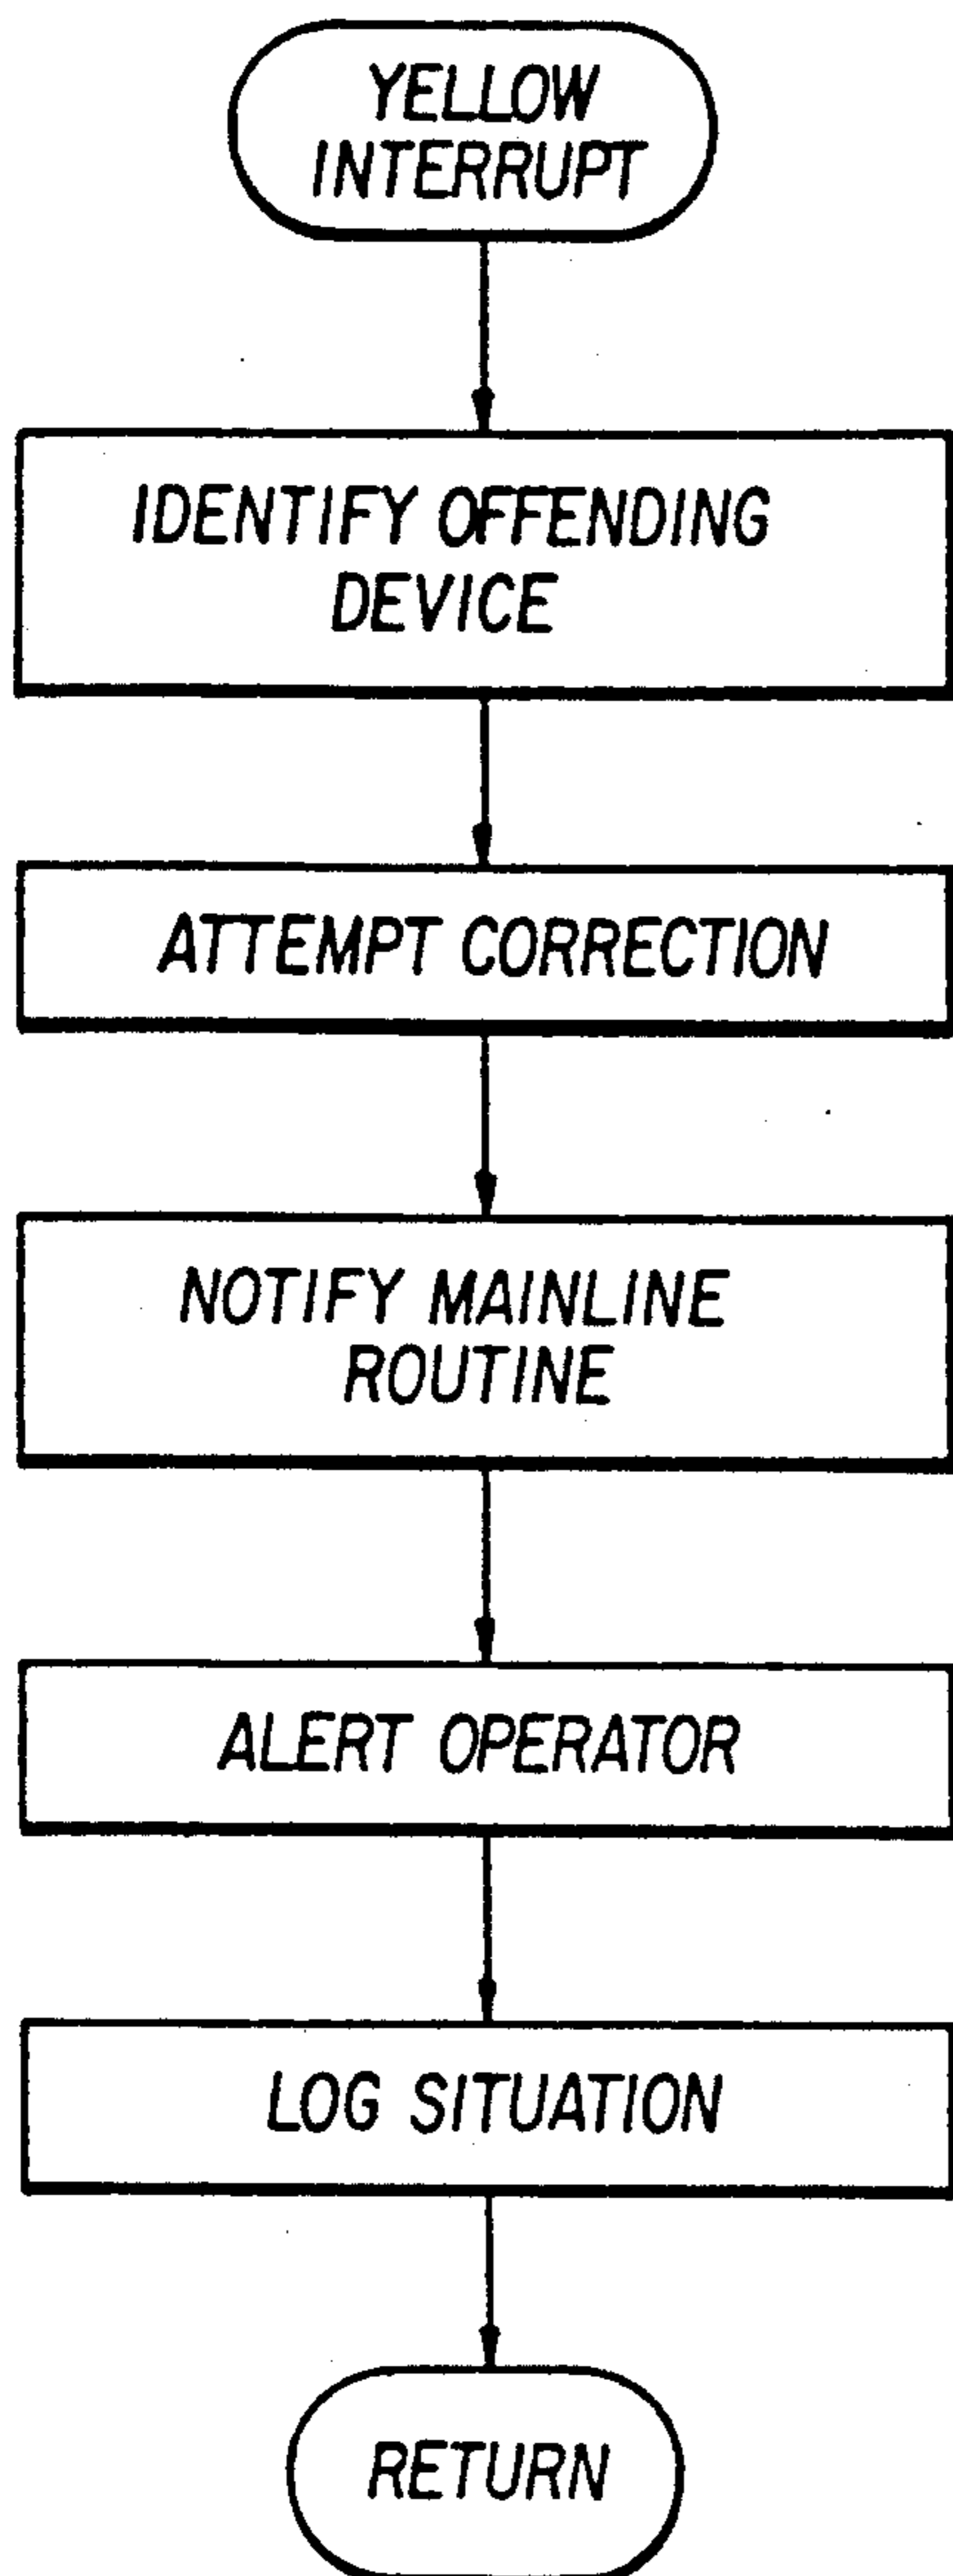 YELLOW
INTERRUPT
IDENTIFY OFFENDING
DEVICE
ATTEMPT CORRECTION
NOTIFY MAINLINE
ROUTINE
ALERT OPERATOR
LOG SITUATION
RETURN